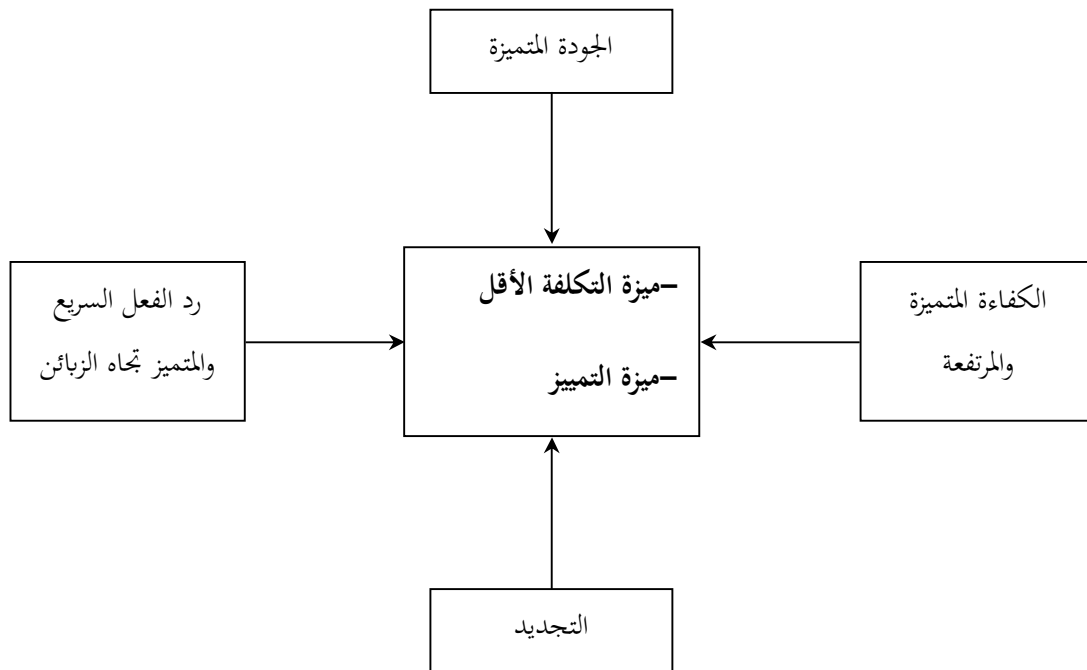 الجودة المتميزة
–ميزة التكلفة الأقل
–ميزة التمييز
الكفاءة المتميزة
والمرتفعة
رد الفعل السريع
والمتميز تجاه الزبائن
التجديد